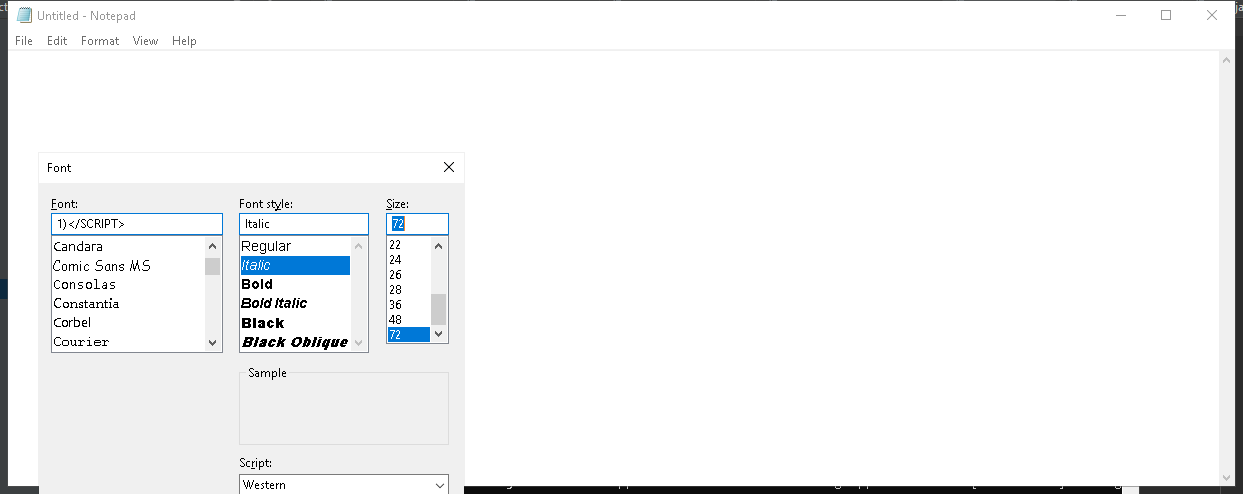 Untitled - Notepad
File Edit Format View Help
Font
Font: Font style: Size:
1)</SCRIPT> Italic 72
Candara Regular 22
Comic Sans MS Italic 24
Consolas Bold 26
Constantia Bold Italic 28
Corbel Black 36
Courier Black Oblique 48
72
Sample
Script:
Western